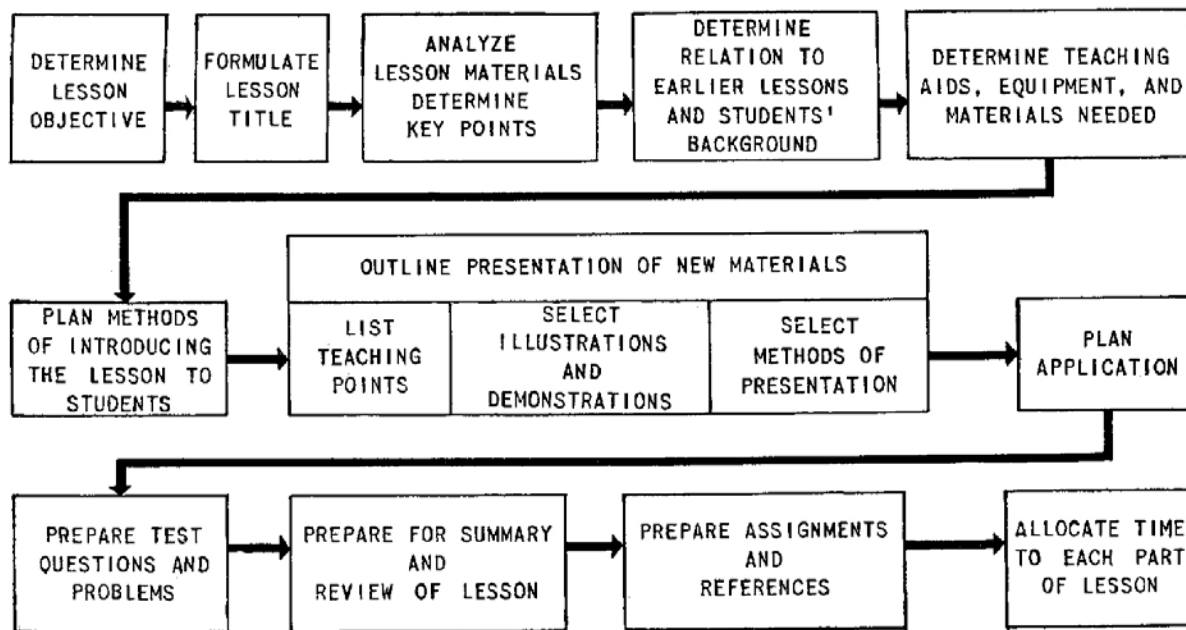 DETERMINE
LESSON
OBJECTIVE
FORMULATE
LESSON
TITLE
ANALYZE
LESSON MATERIALS
DETERMINE
KEY POINTS
DETERMINE
RELATION TO
EARLIER LESSONS
AND STUDENTS'
BACKGROUND
DETERMINE TEACHING
AIDS, EQUIPMENT, AND
MATERIALS NEEDED
PLAN METHODS
OF INTRODUCING
THE LESSON TO
STUDENTS
OUTLINE PRESENTATION OF NEW MATERIALS
LIST
TEACHING
POINTS
SELECT
ILLUSTRATIONS
AND
DEMONSTRATIONS
SELECT
METHODS OF
PRESENTATION
PLAN
APPLICATION
PREPARE TEST
QUESTIONS AND
PROBLEMS
PREPARE FOR SUMMARY
AND
REVIEW OF LESSON
PREPARE ASSIGNMENTS
AND
REFERENCES
ALLOCATE TIME
TO EACH PART
OF LESSON